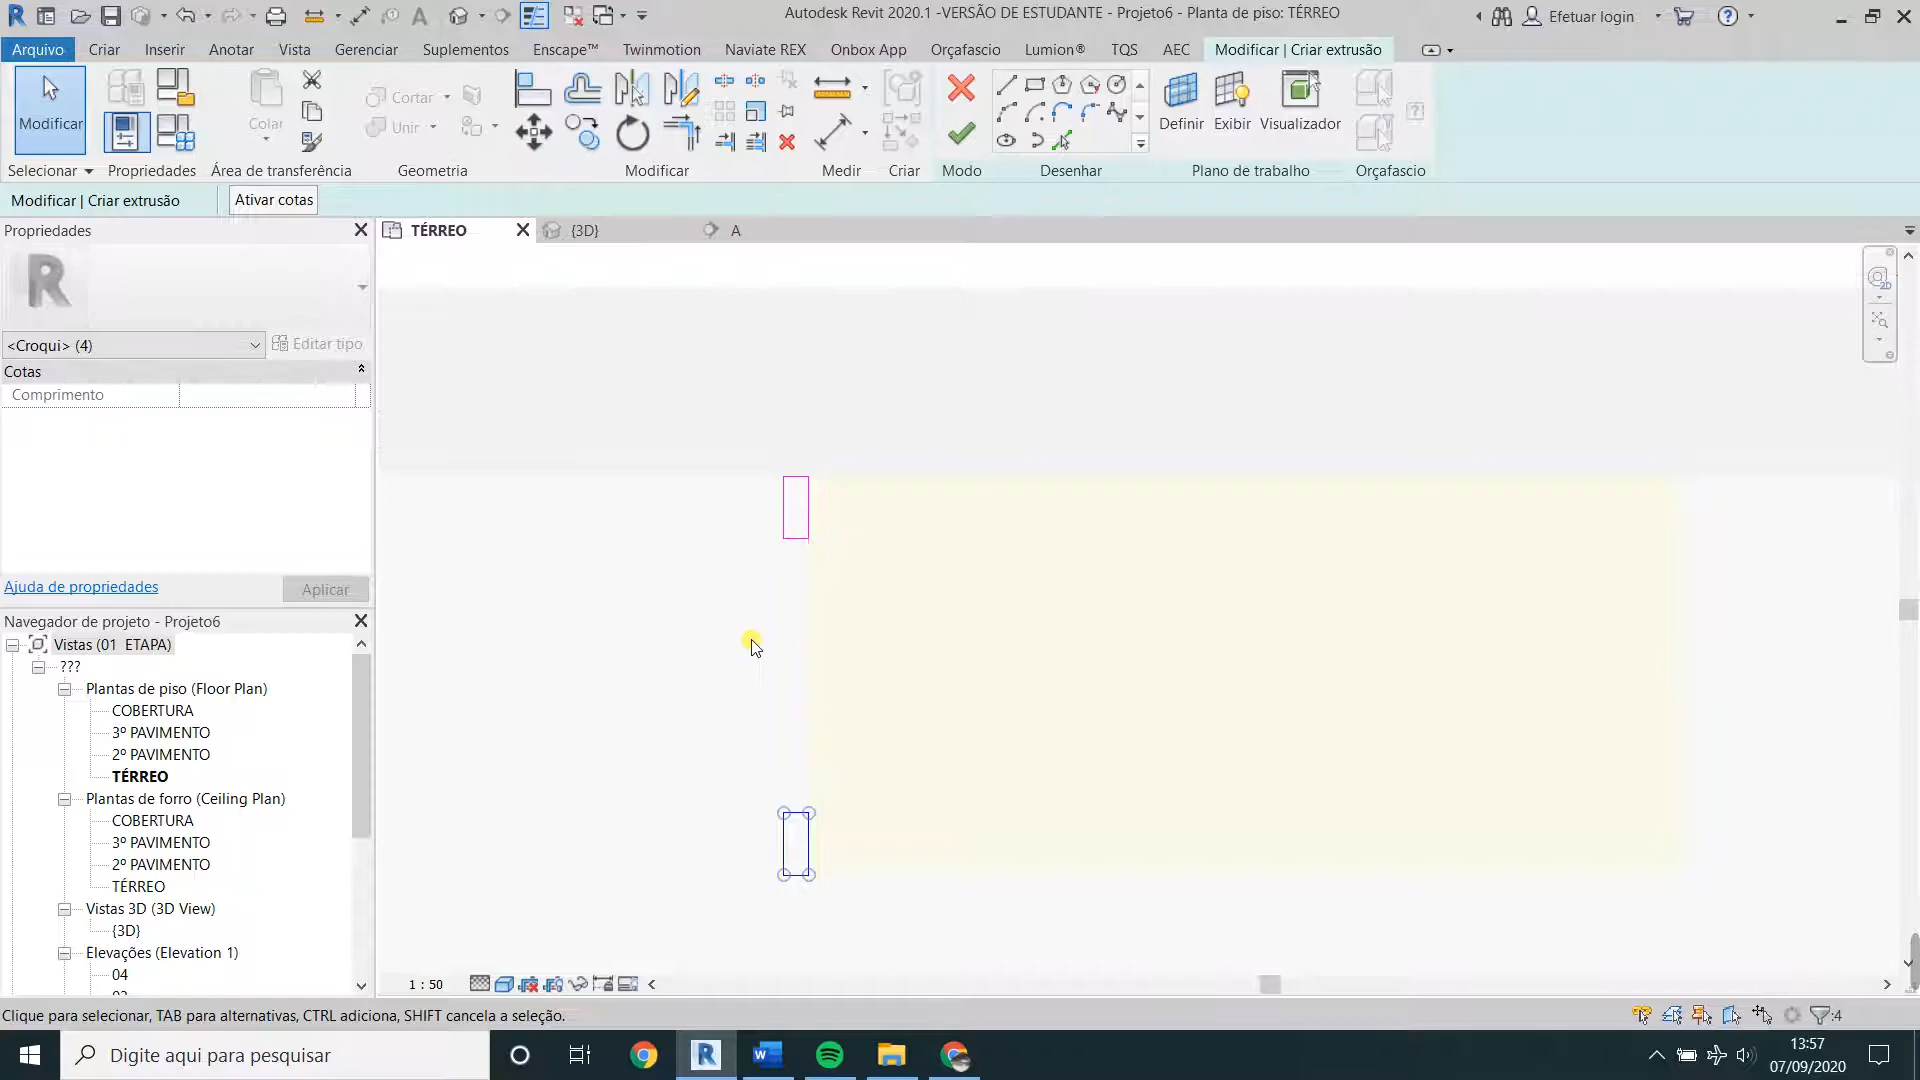 Autodesk Revit 2020.1 -VERSÃO DE ESTUDANTE - Projeto6 - Planta de piso: TÉRREO
Efetuar login
Arquivo Criar Inserir Anotar Vista Gerenciar Suplementos Enscape™ Twinmotion Naviate REX Onbox App Orçafascio Lumion® TQS AEC Modificar | Criar extrusão
Modificar
Colar
Cortar
Unir
Definir Exibir Visualizador
Selecionar Propriedades Área de transferência Geometria Modificar Medir Criar Modo Desenhar Plano de trabalho Orçafascio
Modificar | Criar extrusão Ativar cotas
Propriedades
TÉRREO {3D} A
2D
R
<Croqui> (4) Editar tipo
Cotas
Comprimento
Ajuda de propriedades Aplicar
Navegador de projeto - Projeto6
Vistas (01 ETAPA)
???
Plantas de piso (Floor Plan)
COBERTURA
3º PAVIMENTO
2º PAVIMENTO
TÉRREO
Plantas de forro (Ceiling Plan)
COBERTURA
3º PAVIMENTO
2º PAVIMENTO
TÉRREO
Vistas 3D (3D View)
{3D}
Elevações (Elevation 1)
04
1 : 50
Clique para selecionar, TAB para alternativas, CTRL adiciona, SHIFT cancela a seleção.
:4
Digite aqui para pesquisar
13:57
07/09/2020